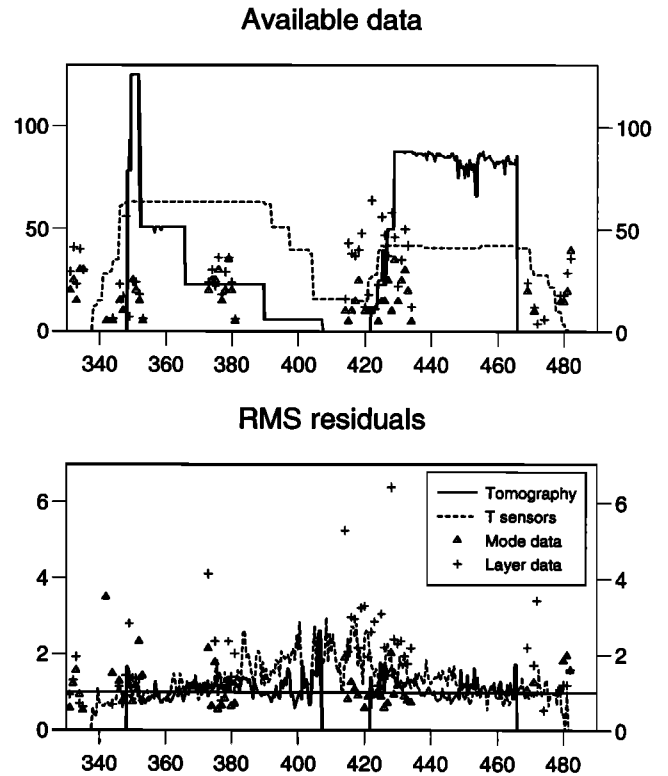 Available data
100 100
50 50
0 0
340 360 380 400 420 440 460 480
RMS residuals
6 6
Tomography
T sensors
Mode data
Layer data
4 4
2 2
0 0
340 360 380 400 420 440 460 480